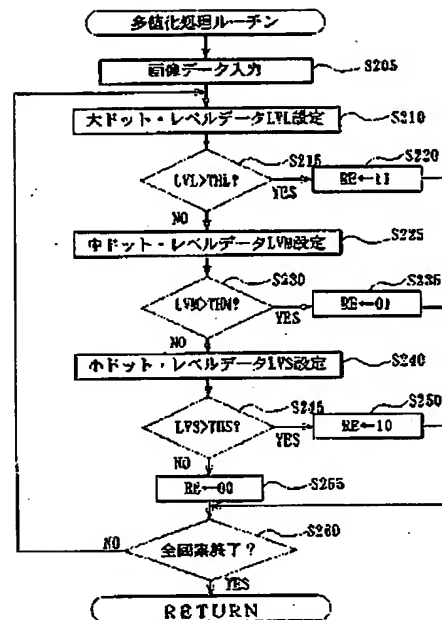 多値化処理ルーチン
画像データ入力
S205
大ドット・レベルデータLVL設定
S210
LVL>THL?
S215
YES
NO
RE←11
S220
中ドット・レベルデータLVM設定
S225
LVM>THM?
S230
YES
NO
RE←01
S235
小ドット・レベルデータLVS設定
S240
LVS>THS?
S245
YES
NO
RE←10
S250
RE←00
S255
全画素終了?
S260
NO
YES
RETURN